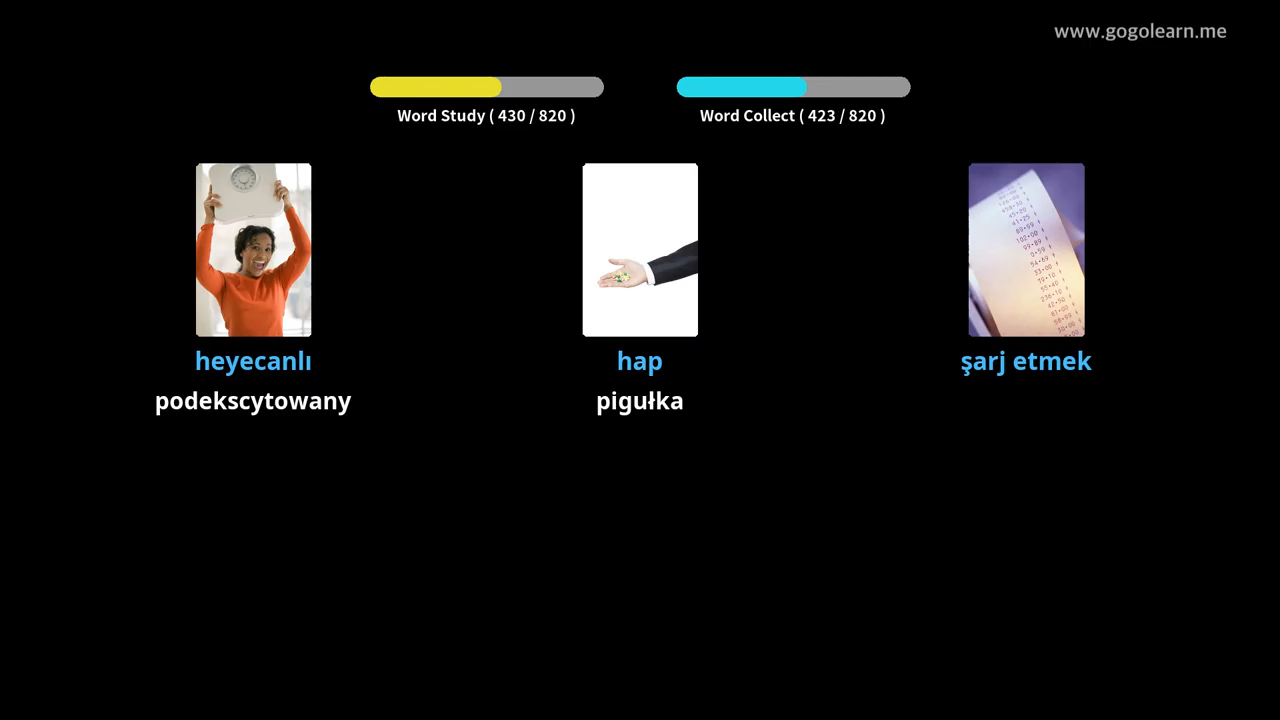 www.gogolearn.me
Word Study ( 430 / 820 )
Word Collect ( 423 / 820 )
heyecanlı
podekscytowany
hap
pigułka
şarj etmek